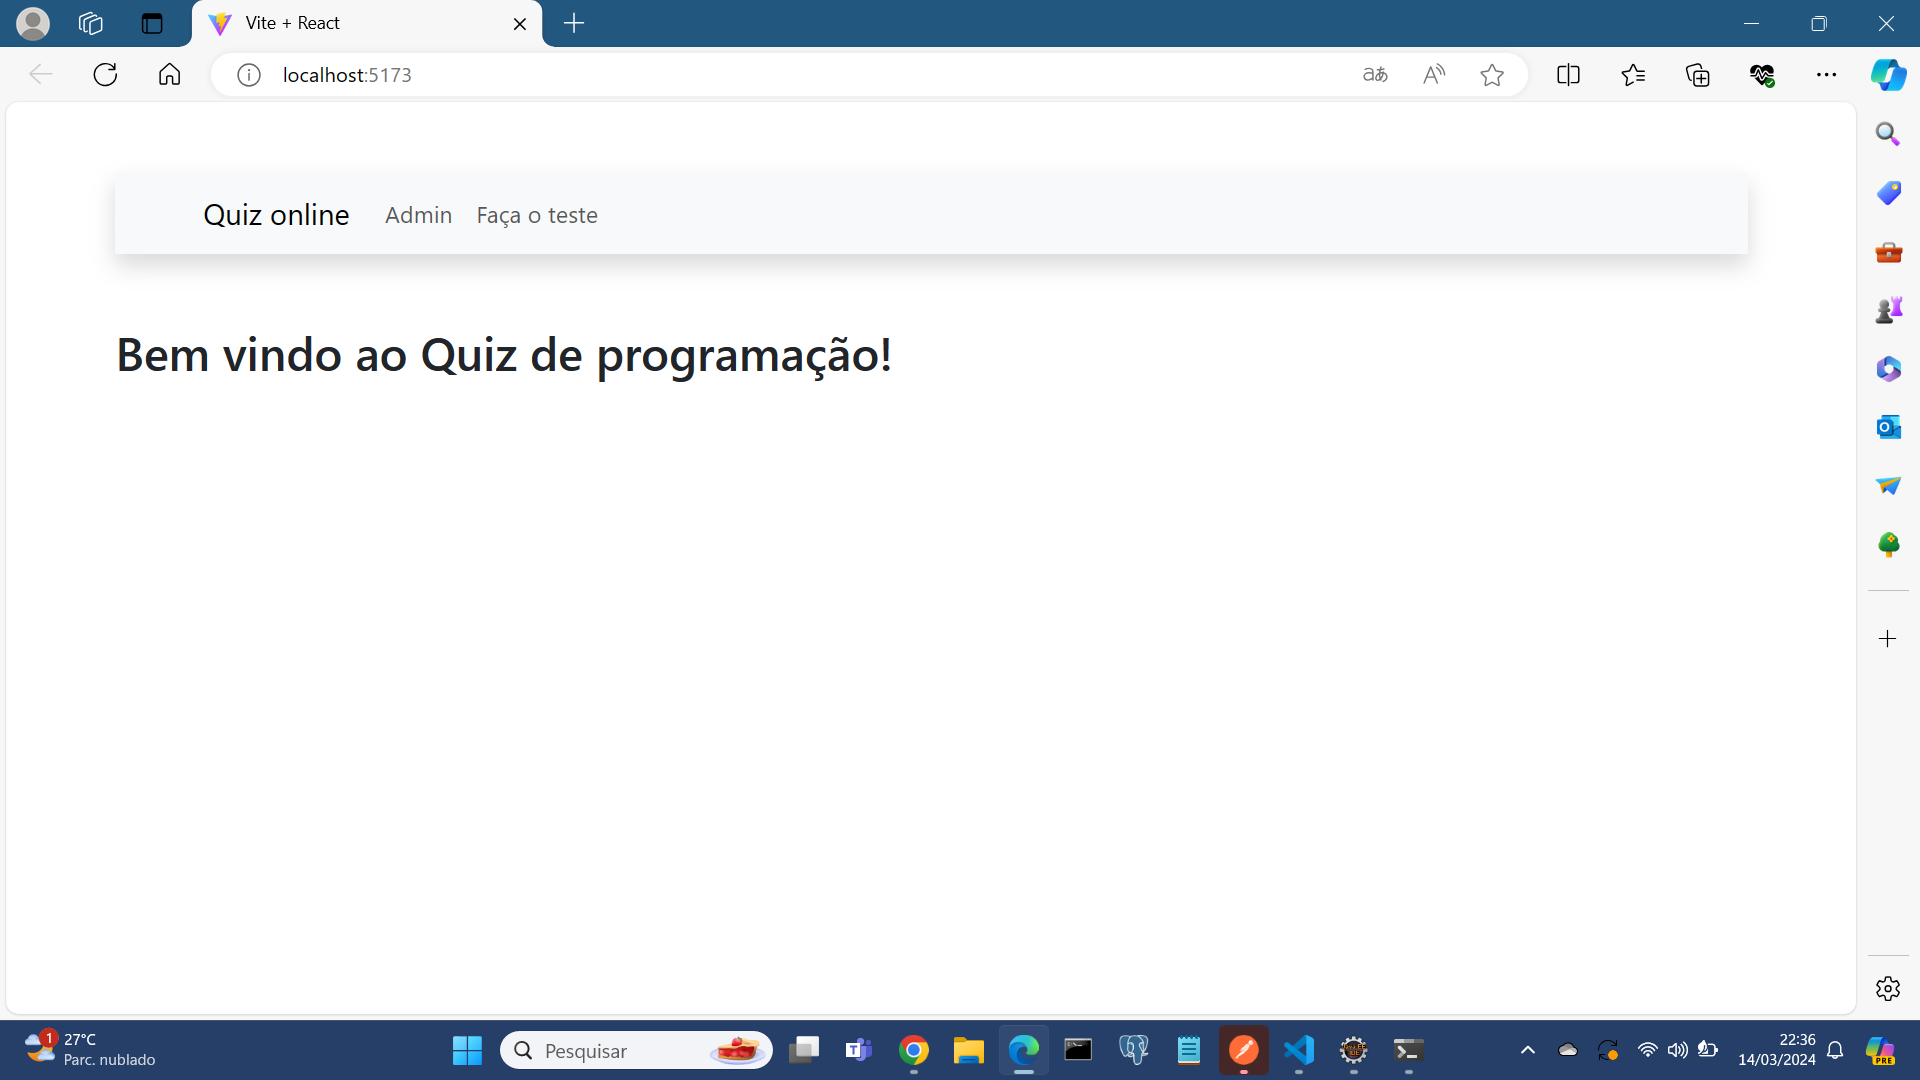 Vite + React
localhost:5173
Quiz online
Admin
Faça o teste
Bem vindo ao Quiz de programação!
1
27°C
Parc. nublado
Pesquisar
22:36
14/03/2024
PRE